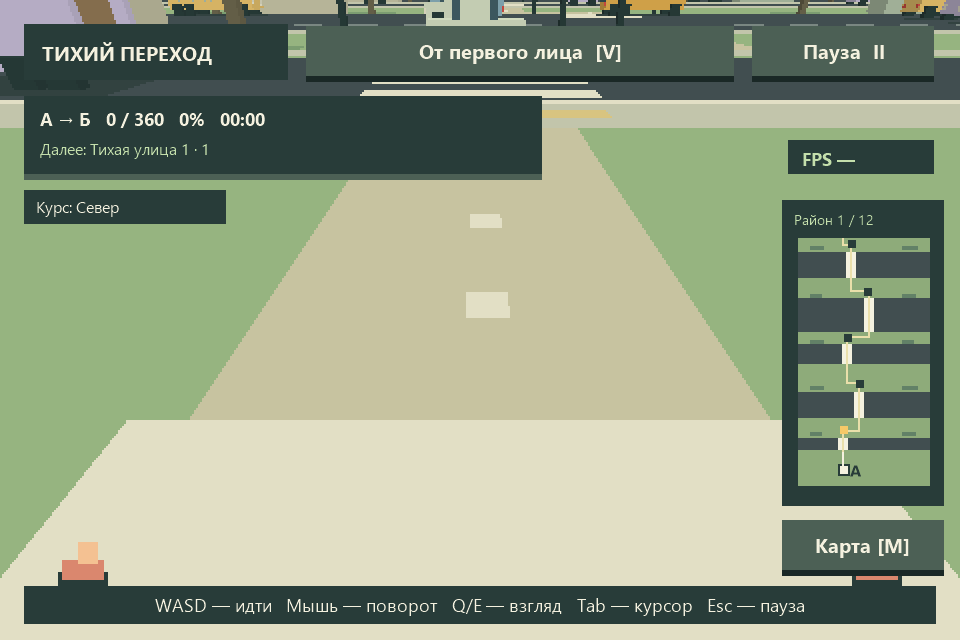 ТИХИЙ ПЕРЕХОД
От первого лица [V]
Пауза II
А → Б 0 / 360 0% 00:00
Далее: Тихая улица 1 · 1
Курс: Север
FPS —
Район 1 / 12
А
Карта [M]
WASD — идти Мышь — поворот Q/E — взгляд Tab — курсор Esc — пауза